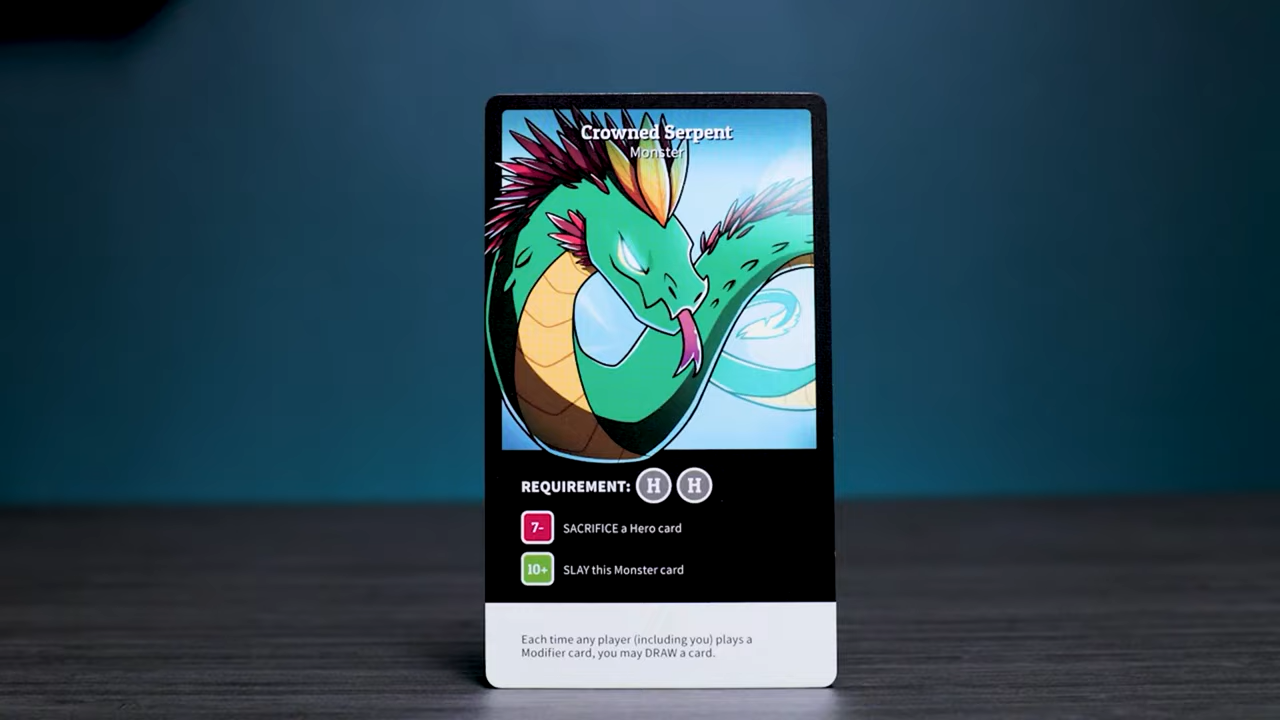 Crowned Serpent
Monster
REQUIREMENT: H H
7- SACRIFICE a Hero card
10+ SLAY this Monster card
Each time any player (including you) plays a
Modifier card, you may DRAW a card.